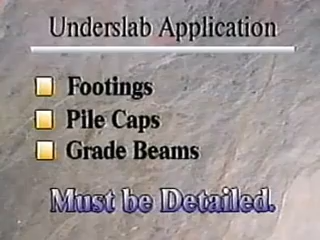 Underslab Application
Footings
Pile Caps
Grade Beams
Must be Detailed.